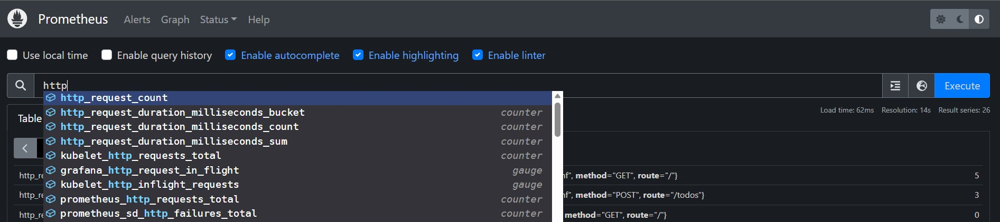 Prometheus Alerts Graph Status Help
Use local time Enable query history Enable autocomplete Enable highlighting Enable linter
http Execute
http_request_count
http_request_duration_milliseconds_bucket counter
http_request_duration_milliseconds_count counter
http_request_duration_milliseconds_sum counter
kubelet_http_requests_total counter
grafana_http_request_in_flight gauge
kubelet_http_inflight_requests gauge
prometheus_http_requests_total counter
prometheus_sd_http_failures_total counter
Load time: 62ms Resolution: 14s Result series: 26
Table
http_re nf", method="GET", route="/"} 5
http_re nf", method="POST", route="/todos"} 3
http_re method="GET", route="/"} 0